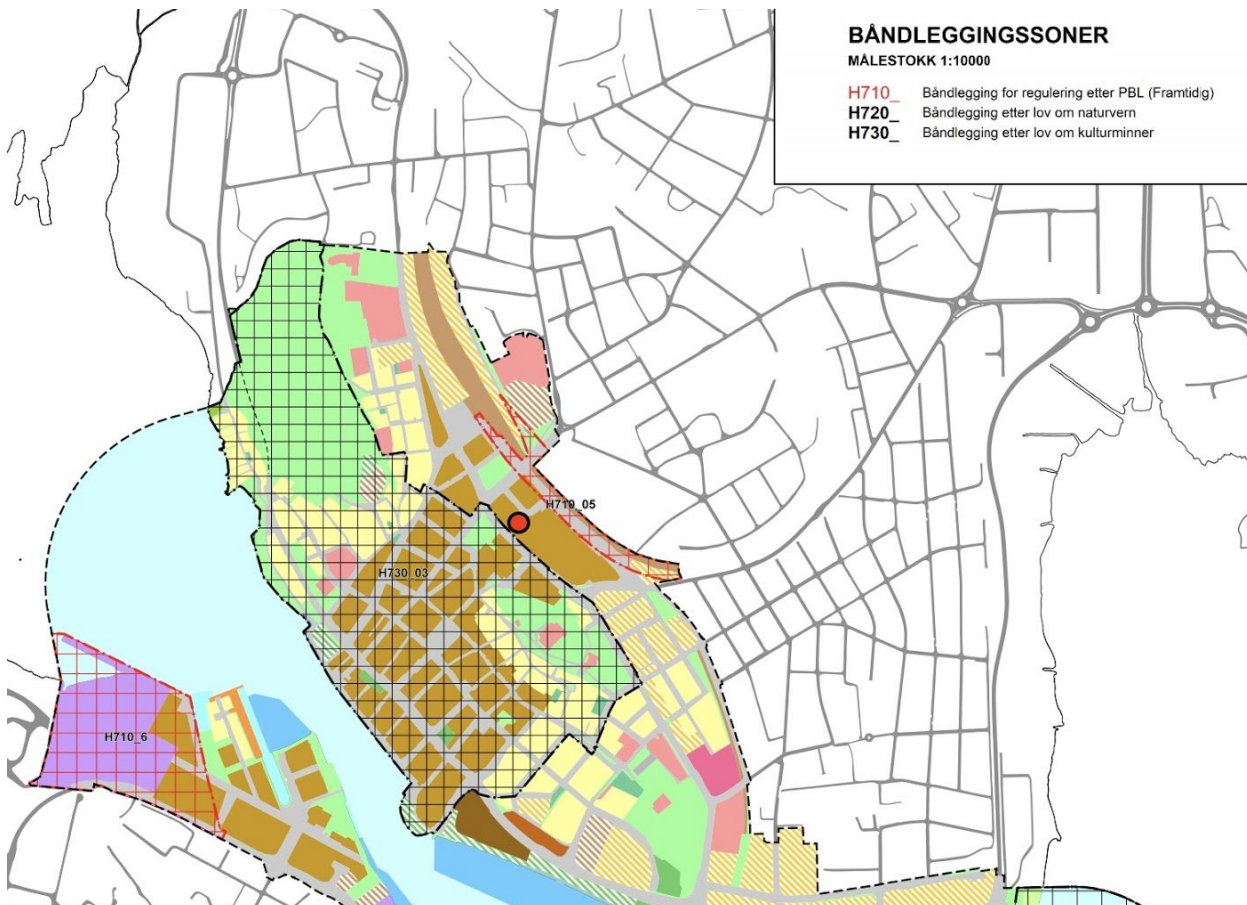 BÅNDLEGGINGSSONER
MÅLESTOKK 1:10000
H710_ Båndlegging for regulering etter PBL (Framtidig)
H720_ Båndlegging etter lov om naturvern
H730_ Båndlegging etter lov om kulturminner
H710_05
H730_03
H710_6